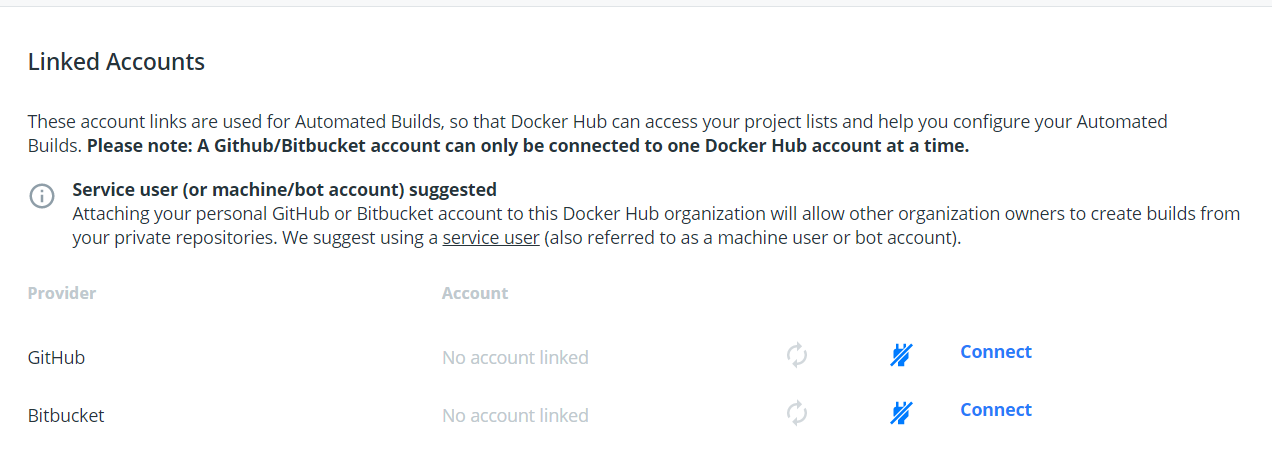 Linked Accounts
These account links are used for Automated Builds, so that Docker Hub can access your project lists and help you configure your Automated
Builds. Please note: A Github/Bitbucket account can only be connected to one Docker Hub account at a time.
Service user (or machine/bot account) suggested
Attaching your personal GitHub or Bitbucket account to this Docker Hub organization will allow other organization owners to create builds from
your private repositories. We suggest using a service user (also referred to as a machine user or bot account).
Provider Account
GitHub No account linked Connect
Bitbucket No account linked Connect